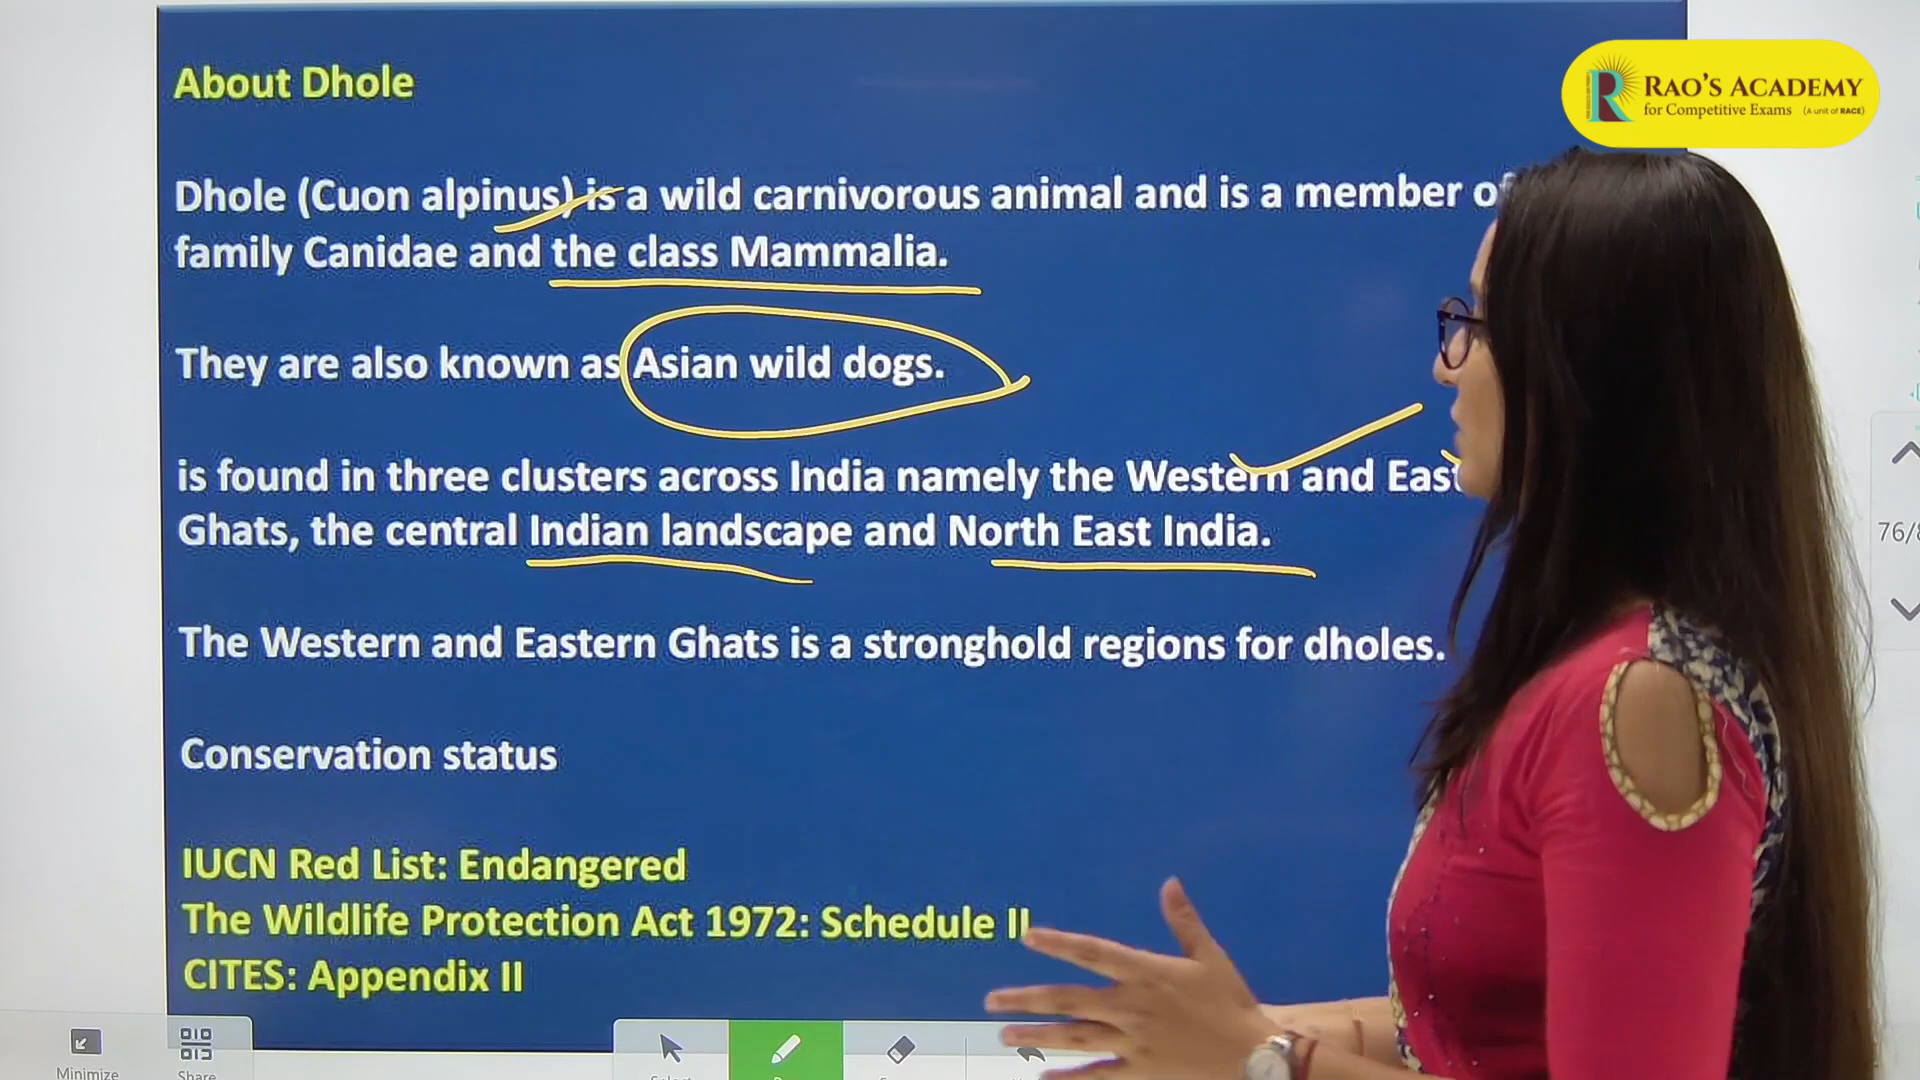 About Dhole
RAO'S ACADEMY
for Competitive Exams (A unit of RACE)
Dhole (Cuon alpinus) is a wild carnivorous animal and is a member
family Canidae and the class Mammalia.
They are also known as Asian wild dogs.
is found in three clusters across India namely the Western and
Ghats, the central Indian landscape and North East India.
The Western and Eastern Ghats is a stronghold regions for dholes.
Conservation status
IUCN Red List: Endangered
The Wildlife Protection Act 1972: Schedule II
CITES: Appendix II
76/
Minimize
Share